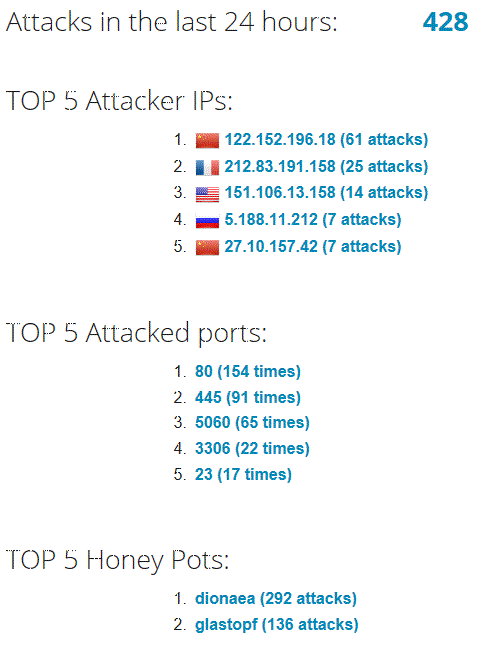 Attacks in the last 24 hours: 428
TOP 5 Attacker IPs:
1. 122.152.196.18 (61 attacks)
2. 212.83.191.158 (25 attacks)
3. 151.106.13.158 (14 attacks)
4. 5.188.11.212 (7 attacks)
5. 27.10.157.42 (7 attacks)
TOP 5 Attacked ports:
1. 80 (154 times)
2. 445 (91 times)
3. 5060 (65 times)
4. 3306 (22 times)
5. 23 (17 times)
TOP 5 Honey Pots:
1. dionaea (292 attacks)
2. glastopf (136 attacks)